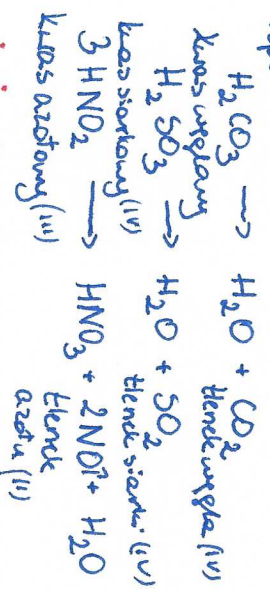 H₂CO₃ → H₂O + CO₂
kwas węglowy tlenek węgla (IV)
H₂SO₃ → H₂O + SO₂
kwas siarkowy (IV) tlenek siarki (IV)
3 HNO₂ → HNO₃ + 2NO↑ + H₂O
kwas azotowy (III) tlenek
azotu (II)